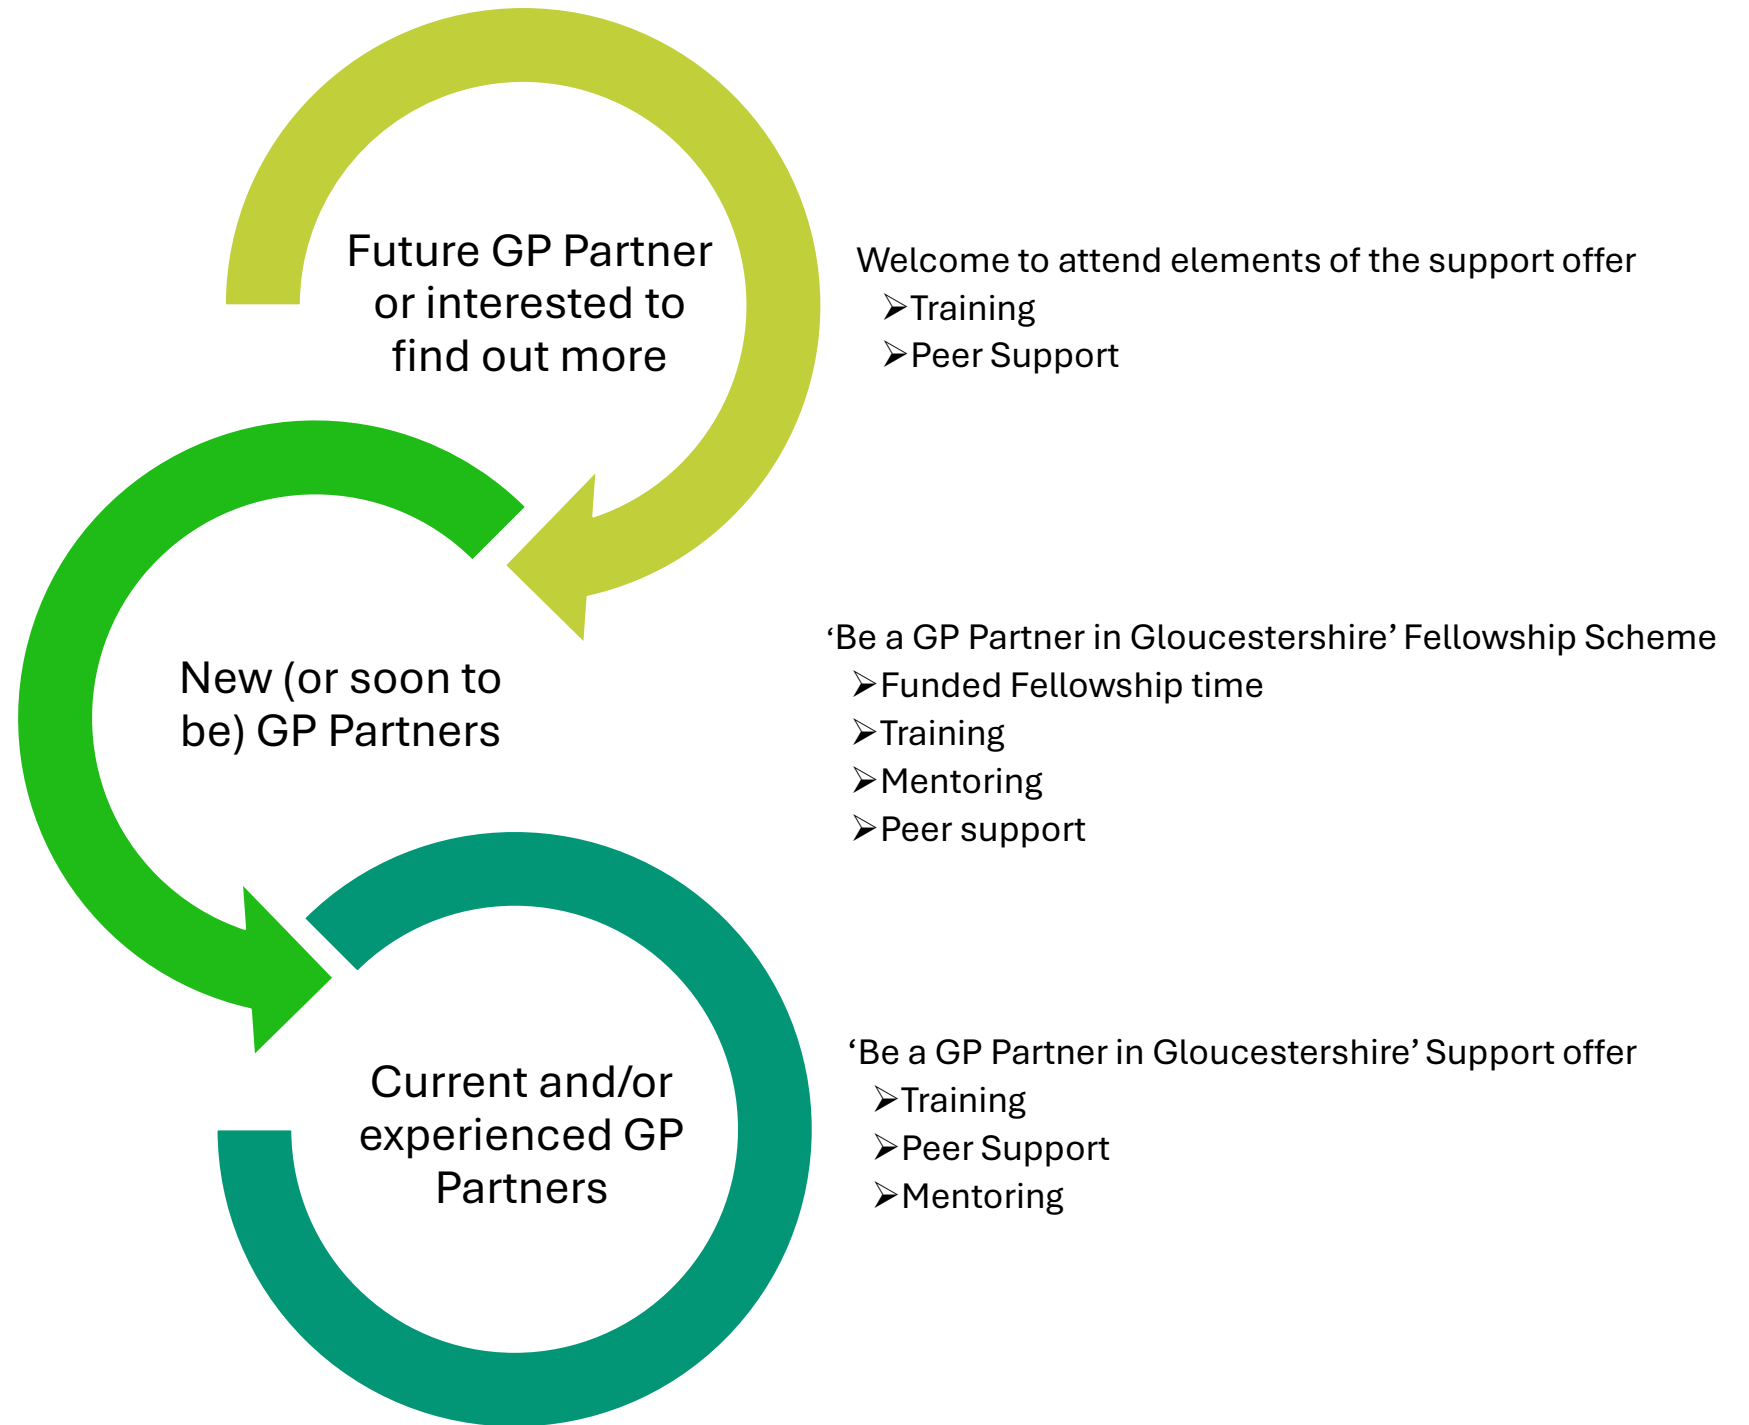 Future GP Partner
or interested to
find out more
Welcome to attend elements of the support offer
➢Training
➢Peer Support
New (or soon to
be) GP Partners
‘Be a GP Partner in Gloucestershire’ Fellowship Scheme
➢Funded Fellowship time
➢Training
➢Mentoring
➢Peer support
Current and/or
experienced GP
Partners
‘Be a GP Partner in Gloucestershire’ Support offer
➢Training
➢Peer Support
➢Mentoring